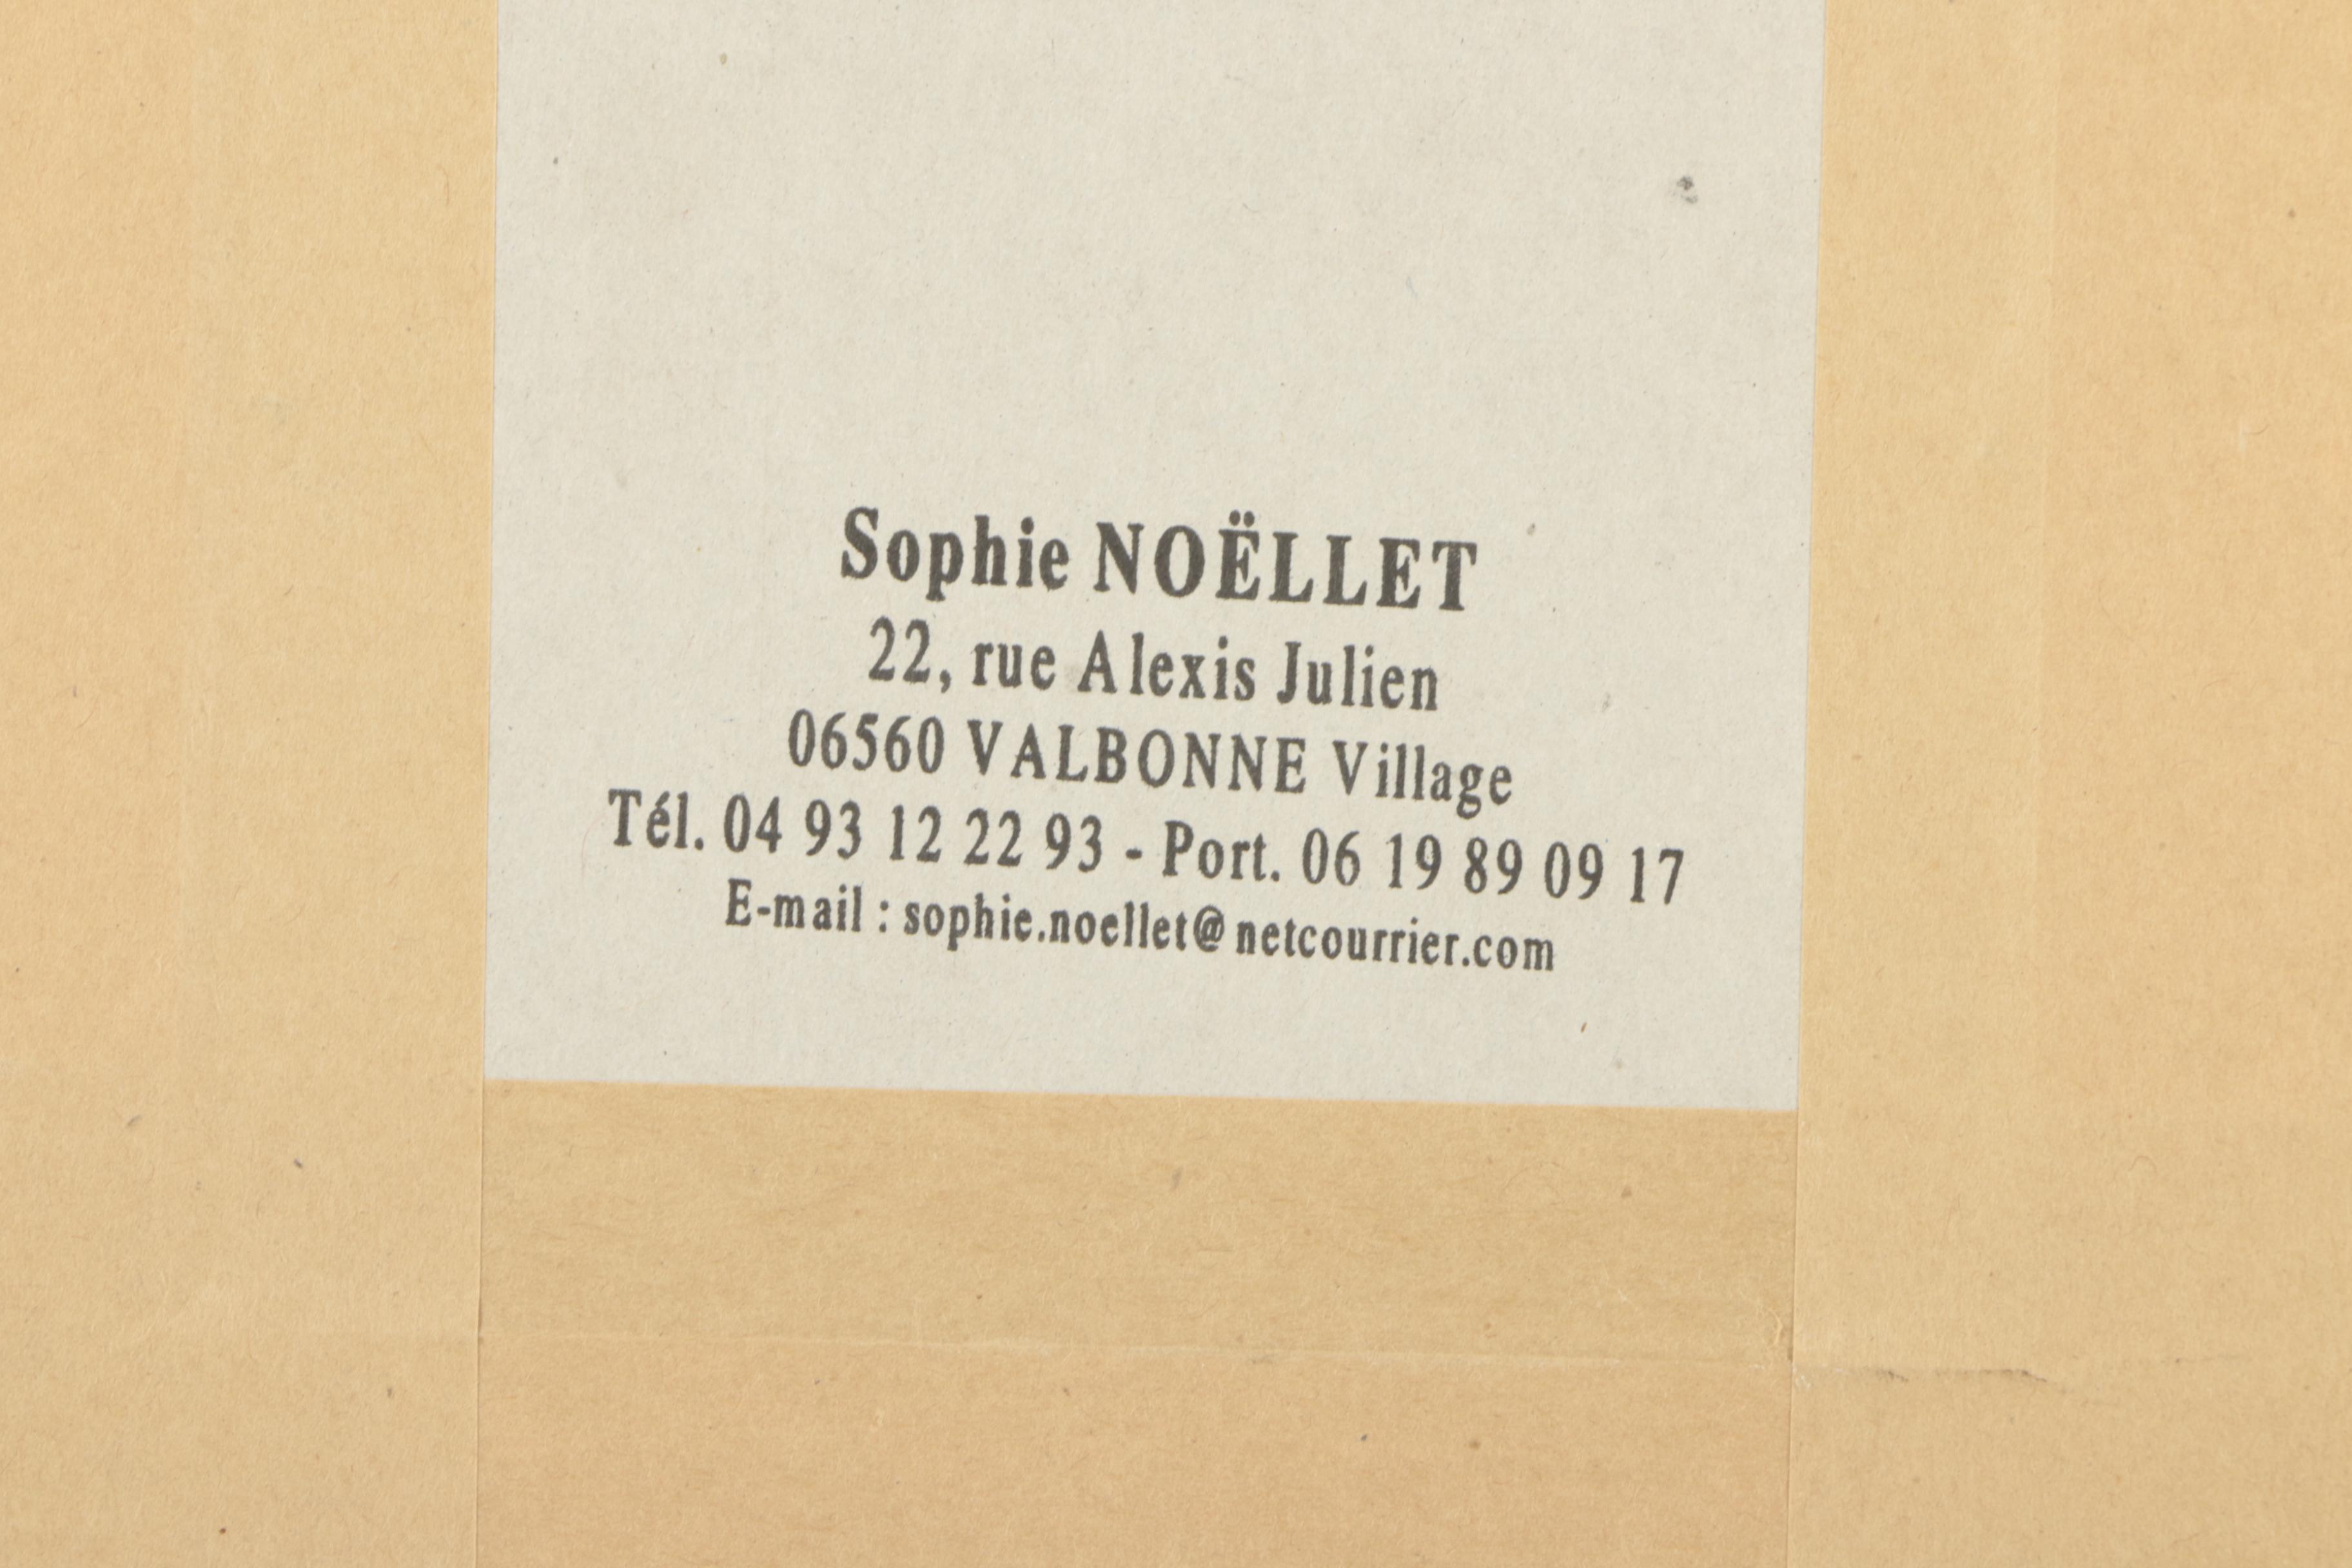 Sophie NOËLLET
22, rue Alexis Julien
06560 VALBONNE Village
Tél. 04 93 12 22 93 - Port. 06 19 89 09 17
E-mail : sophie.noellet@netcourrier.com